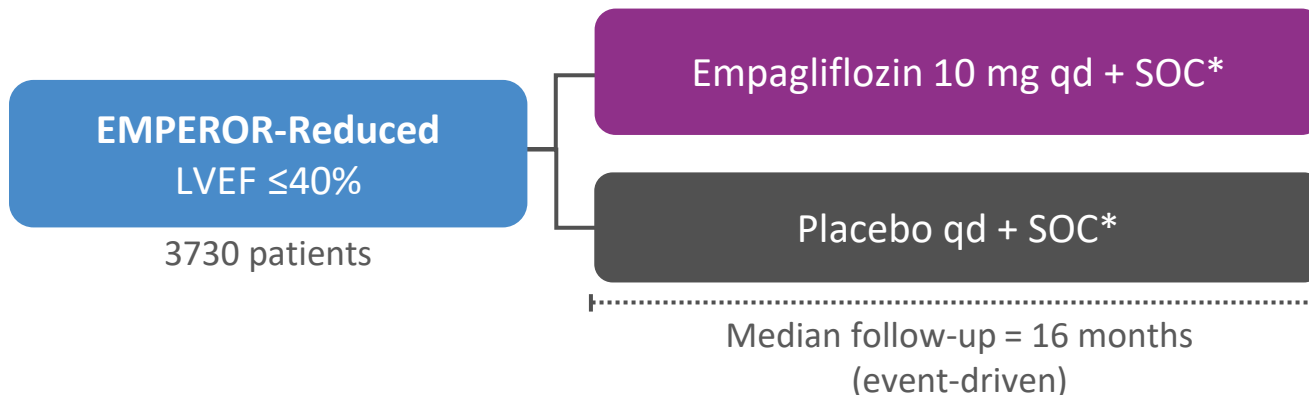 EMPEROR-Reduced
LVEF ≤40%
3730 patients
Empagliflozin 10 mg qd + SOC*
Placebo qd + SOC*
Median follow-up = 16 months
(event-driven)